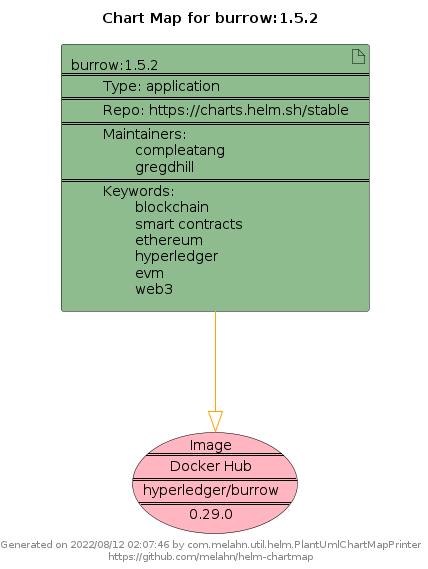 Chart Map for burrow:1.5.2
burrow:1.5.2
Type: application
Repo: https://charts.helm.sh/stable
Maintainers:
compleatang
gregdhill
Keywords:
blockchain
smart contracts
ethereum
hyperledger
evm
web3
Image
Docker Hub
hyperledger/burrow
0.29.0
Generated on 2022/08/12 02:07:46 by com.melahn.util.helm.PlantUmlChartMapPrinter
https://github.com/melahn/helm-chartmap